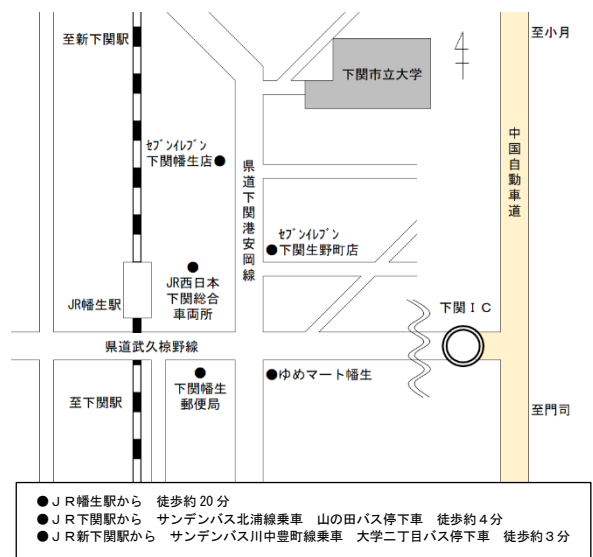 至新下関駅
至小月
下関市立大学
中国自動車道
ｾﾌﾞﾝｲﾚﾌﾞﾝ
下関幡生店●
県道下関港安岡線
ｾﾌﾞﾝｲﾚﾌﾞﾝ
●下関生野町店
JR西日本
下関総合
車両所
JR幡生駅
下関ＩＣ
県道武久椋野線
下関幡生
郵便局
●ゆめマート幡生
至下関駅
至門司
●ＪＲ幡生駅から　徒歩約20分
●ＪＲ下関駅から　サンデンバス北浦線乗車　山の田バス停下車　徒歩約４分
●ＪＲ新下関駅から　サンデンバス川中豊町線乗車　大学二丁目バス停下車　徒歩約３分